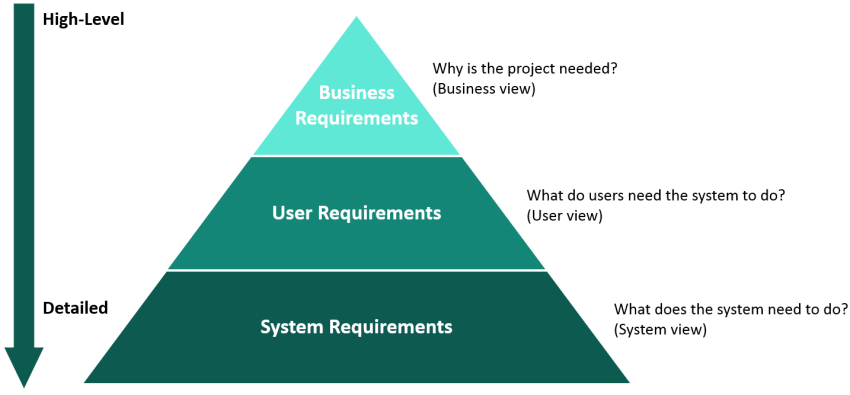 High-Level
Why is the project needed?
(Business view)
Business
Requirements
What do users need the system to do?
(User view)
User Requirements
Detailed
What does the system need to do?
(System view)
System Requirements